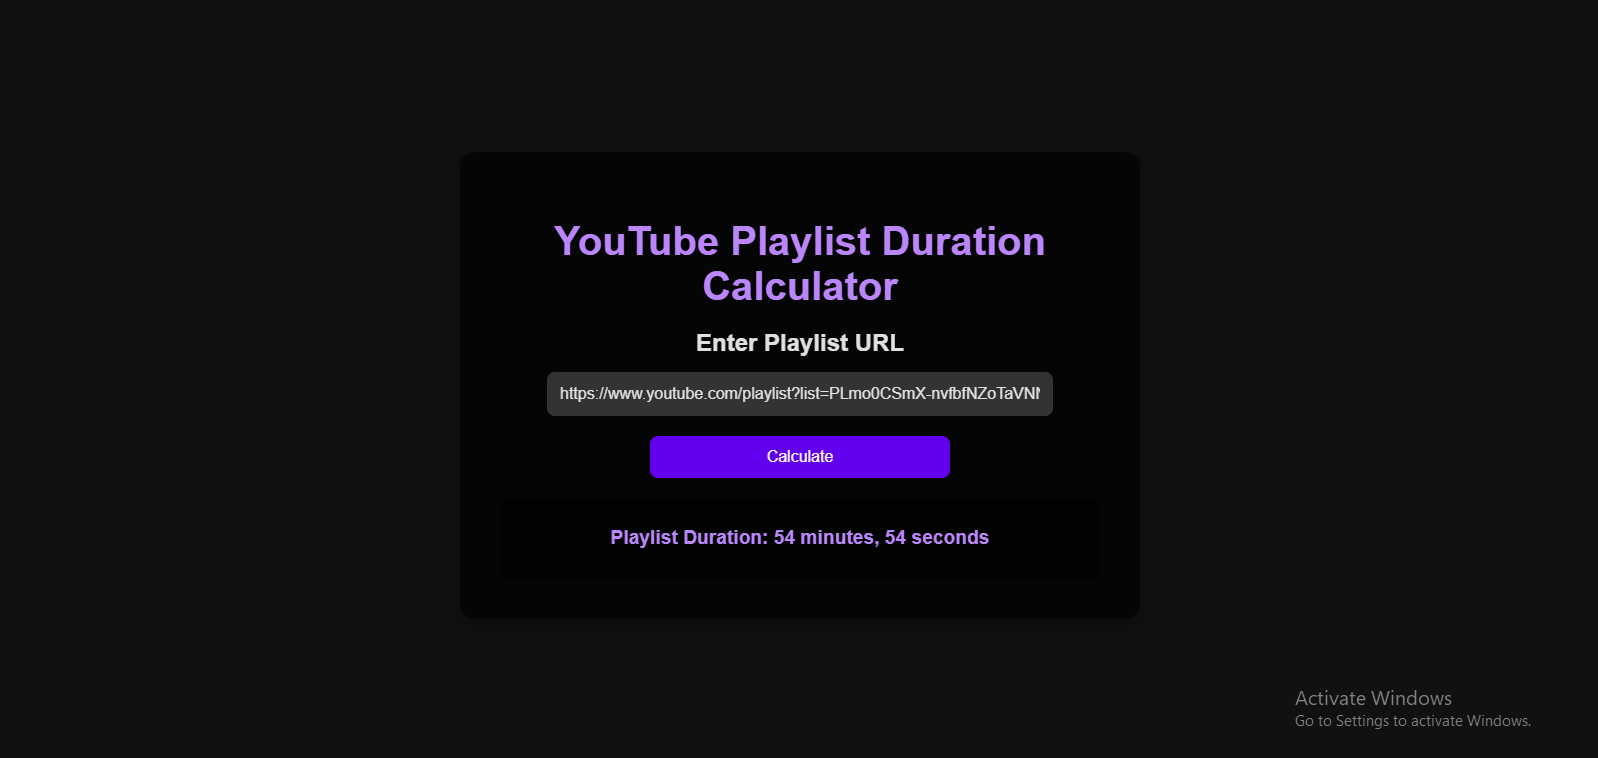 YouTube Playlist Duration
Calculator
Enter Playlist URL
https://www.youtube.com/playlist?list=PLmo0CSmX-nvfbfNZoTaVN
Calculate
Playlist Duration: 54 minutes, 54 seconds
Activate Windows
Go to Settings to activate Windows.